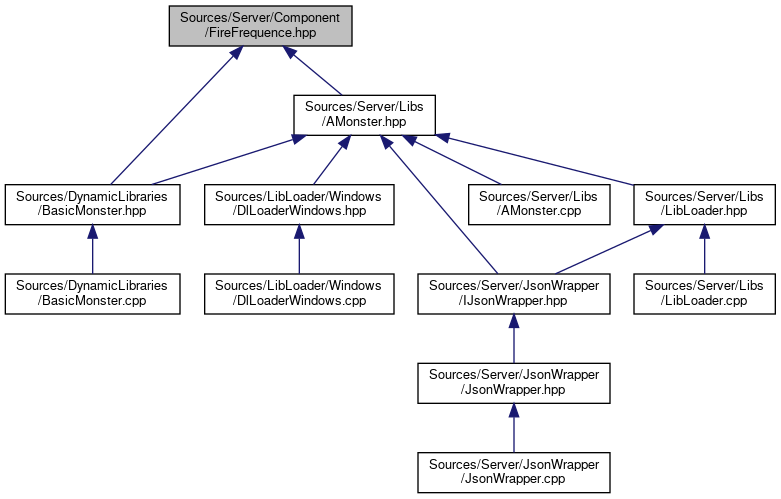 Sources/Server/Component
/FireFrequence.hpp
Sources/Server/Libs
/AMonster.hpp
Sources/DynamicLibraries
/BasicMonster.hpp
Sources/LibLoader/Windows
/DlLoaderWindows.hpp
Sources/Server/Libs
/AMonster.cpp
Sources/Server/Libs
/LibLoader.hpp
Sources/DynamicLibraries
/BasicMonster.cpp
Sources/LibLoader/Windows
/DlLoaderWindows.cpp
Sources/Server/JsonWrapper
/IJsonWrapper.hpp
Sources/Server/Libs
/LibLoader.cpp
Sources/Server/JsonWrapper
/JsonWrapper.hpp
Sources/Server/JsonWrapper
/JsonWrapper.cpp